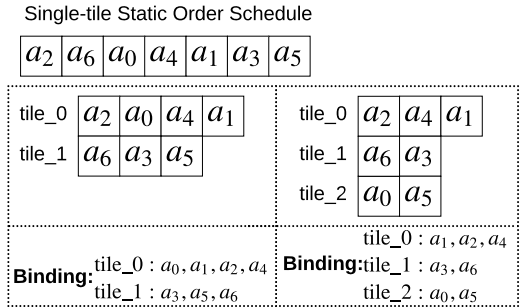 Single-tile Static Order Schedule
a2 a6 a0 a4 a1 a3 a5
tile_0 a2 a0 a4 a1
tile_1 a6 a3 a5
tile_0 a2 a4 a1
tile_1 a6 a3
tile_2 a0 a5
Binding:
tile_0 : a0, a1, a2, a4
tile_1 : a3, a5, a6
Binding:
tile_0 : a1, a2, a4
tile_1 : a3, a6
tile_2 : a0, a5